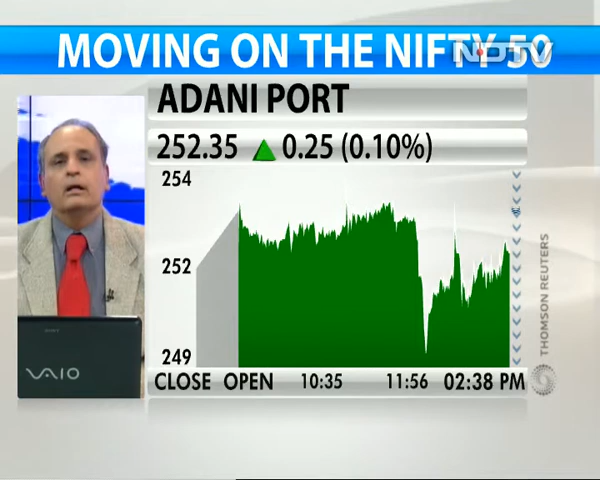 MOVING ON THE NIFTY 50
NDTV
ADANI PORT
252.35 ▲ 0.25 (0.10%)
254
252
249
CLOSE OPEN 10:35 11:56 02:38 PM
THOMSON REUTERS
SONY
VAIO